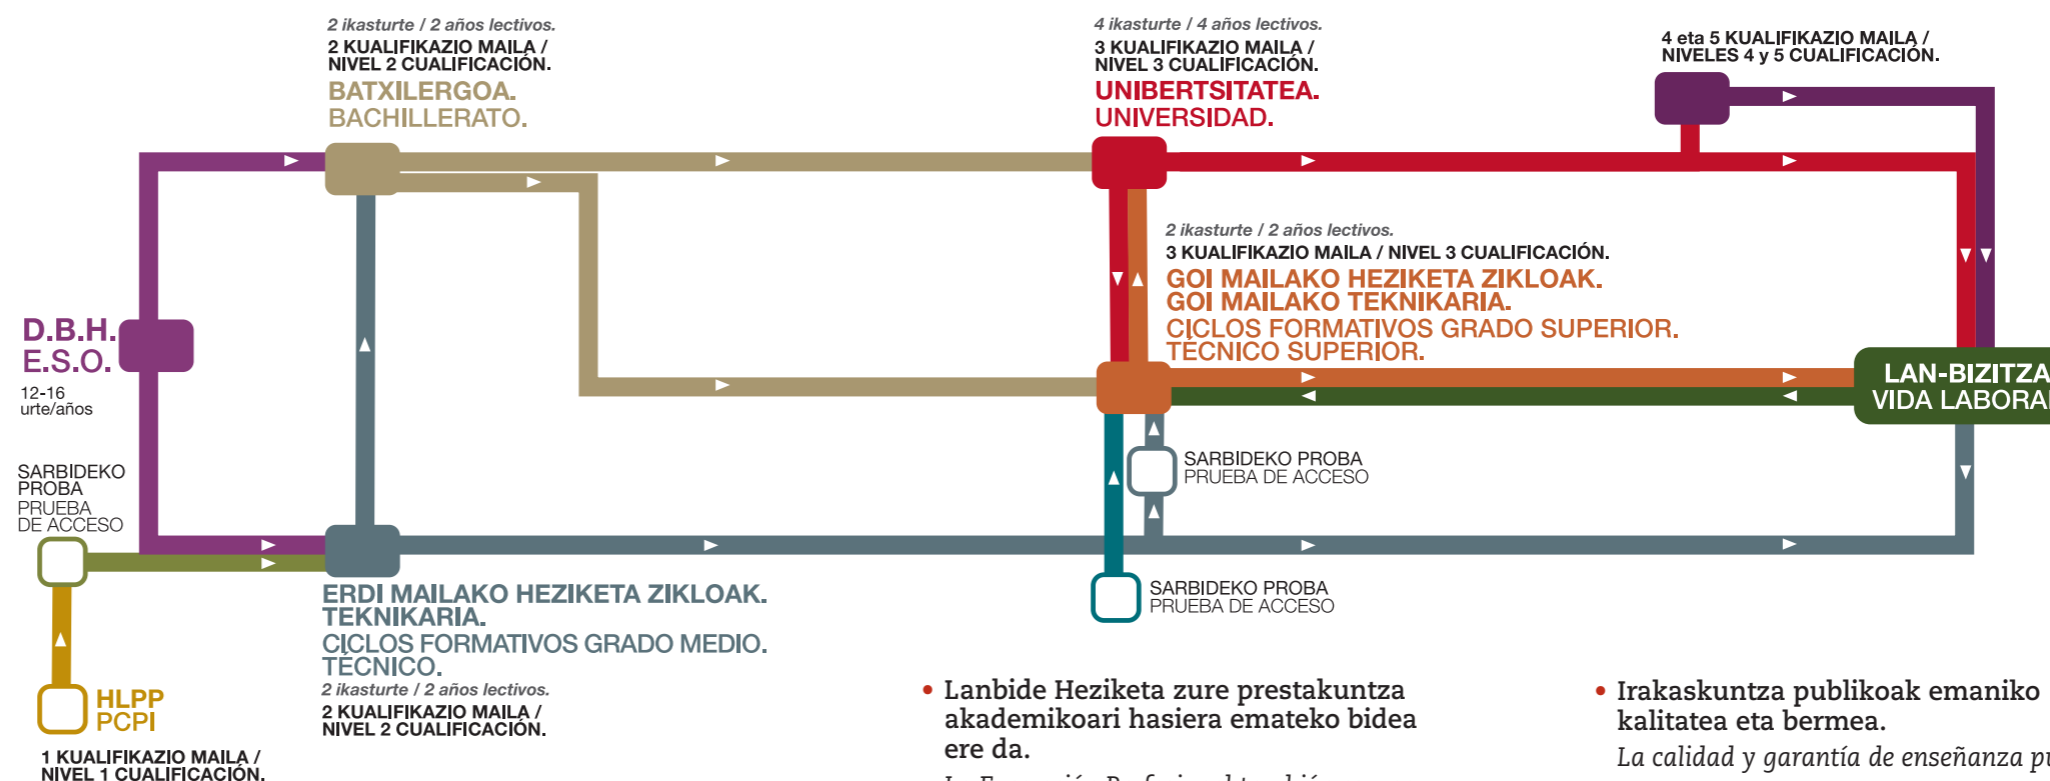 2 ikasturte / 2 años lectivos.
2 KUALIFIKAZIO MAILA /
NIVEL 2 CUALIFICACIÓN.
BATXILERGOA.
BACHILLERATO.
4 ikasturte / 4 años lectivos.
3 KUALIFIKAZIO MAILA /
NIVEL 3 CUALIFICACIÓN.
UNIBERTSITATEA.
UNIVERSIDAD.
4 eta 5 KUALIFIKAZIO MAILA /
NIVELES 4 y 5 CUALIFICACIÓN.
2 ikasturte / 2 años lectivos.
3 KUALIFIKAZIO MAILA / NIVEL 3 CUALIFICACIÓN.
GOI MAILAKO HEZIKETA ZIKLOAK.
GOI MAILAKO TEKNIKARIA.
CICLOS FORMATIVOS GRADO SUPERIOR.
TÉCNICO SUPERIOR.
D.B.H.
E.S.O.
12-16
urte/años
LAN-BIZITZA
VIDA
SARBIDEKO
PROBA
PRUEBA
DE ACCESO
SARBIDEKO PROBA
PRUEBA DE ACCESO
SARBIDEKO PROBA
PRUEBA DE ACCESO
ERDI MAILAKO HEZIKETA ZIKLOAK.
TEKNIKARIA.
CICLOS FORMATIVOS GRADO MEDIO.
TÉCNICO.
2 ikasturte / 2 años lectivos.
2 KUALIFIKAZIO MAILA /
NIVEL 2 CUALIFICACIÓN.
HLPP
PCPI
1 KUALIFIKAZIO MAILA /
NIVEL 1 CUALIFICACIÓN.
• Lanbide Heziketa zure prestakuntza
akademikoari hasiera emateko bidea
ere da.
• Irakaskuntza publikoak emaniko
kalitatea eta bermea.
La calidad y garantía de enseñanza